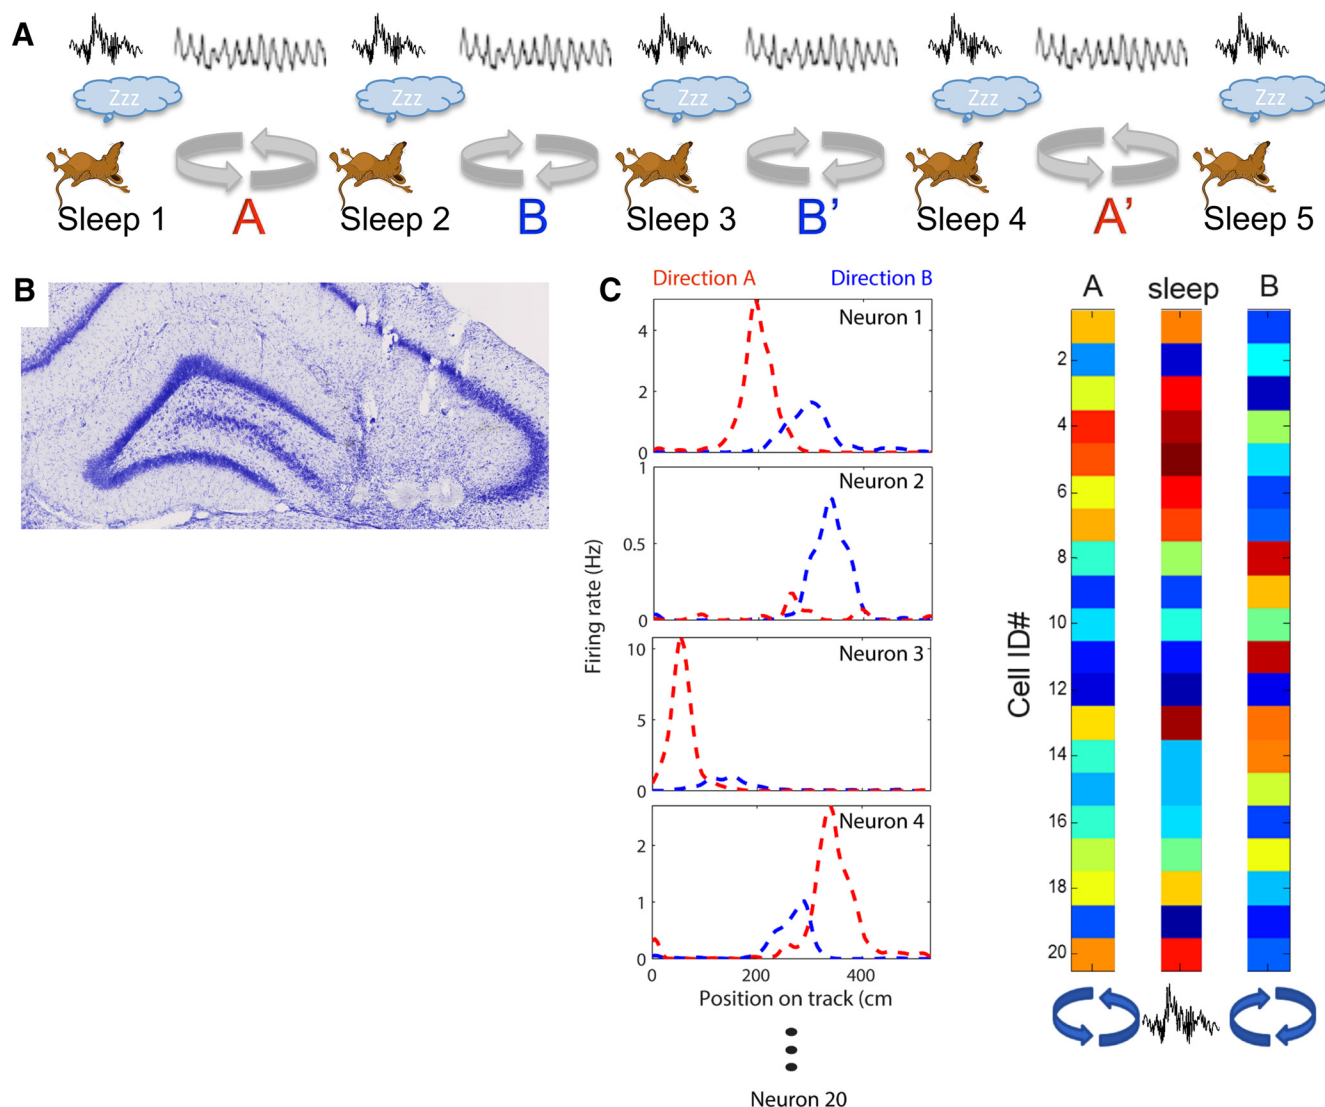 A
Zzz Zzz Zzz Zzz Zzz
Sleep 1 A Sleep 2 B Sleep 3 B’ Sleep 4 A’ Sleep 5
B
C
Direction A Direction B
Neuron 1
4
2
0
Neuron 2
1
0.5
0
Neuron 3
10
5
0
Neuron 4
2
1
0
0 200 400
Firing rate (Hz)
Position on track (cm
Neuron 20
A sleep B
Cell ID#
2
4
6
8
10
12
14
16
18
20